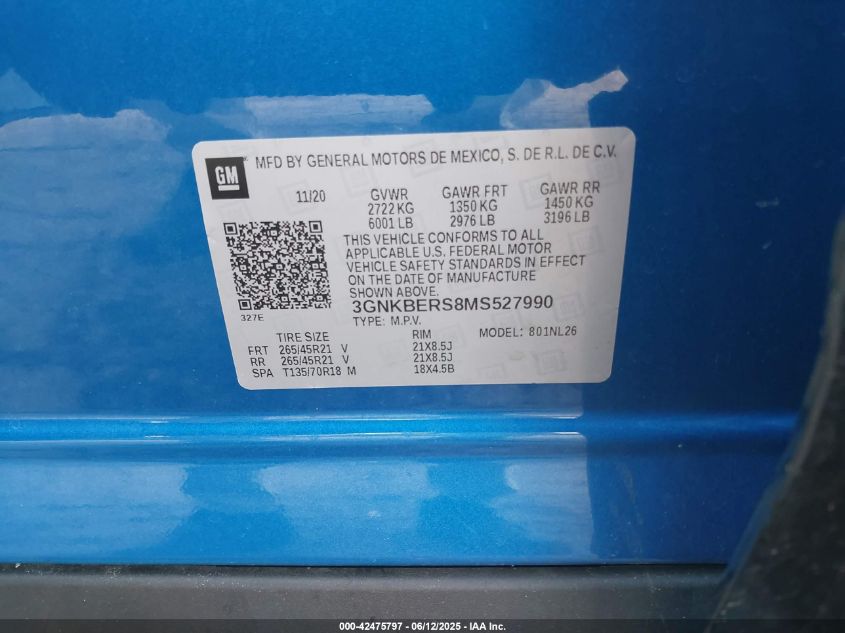 GM MFD BY GENERAL MOTORS DE MEXICO, S. DE R.L. DE C.V.
11/20 GVWR GAWR FRT GAWR RR
2722 KG 1350 KG 1450 KG
6001 LB 2976 LB 3196 LB
THIS VEHICLE CONFORMS TO ALL
APPLICABLE U.S. FEDERAL MOTOR
VEHICLE SAFETY STANDARDS IN EFFECT
ON THE DATE OF MANUFACTURE
SHOWN ABOVE.
327E 3GNKBERS8MS527990
TYPE: M.P.V. MODEL: 801NL26
TIRE SIZE RIM
FRT 265/45R21 V 21X8.5J
RR 265/45R21 V 21X8.5J
SPA T135/70R18 M 18X4.5B
000-42475797 - 06/12/2025 - IAA Inc.